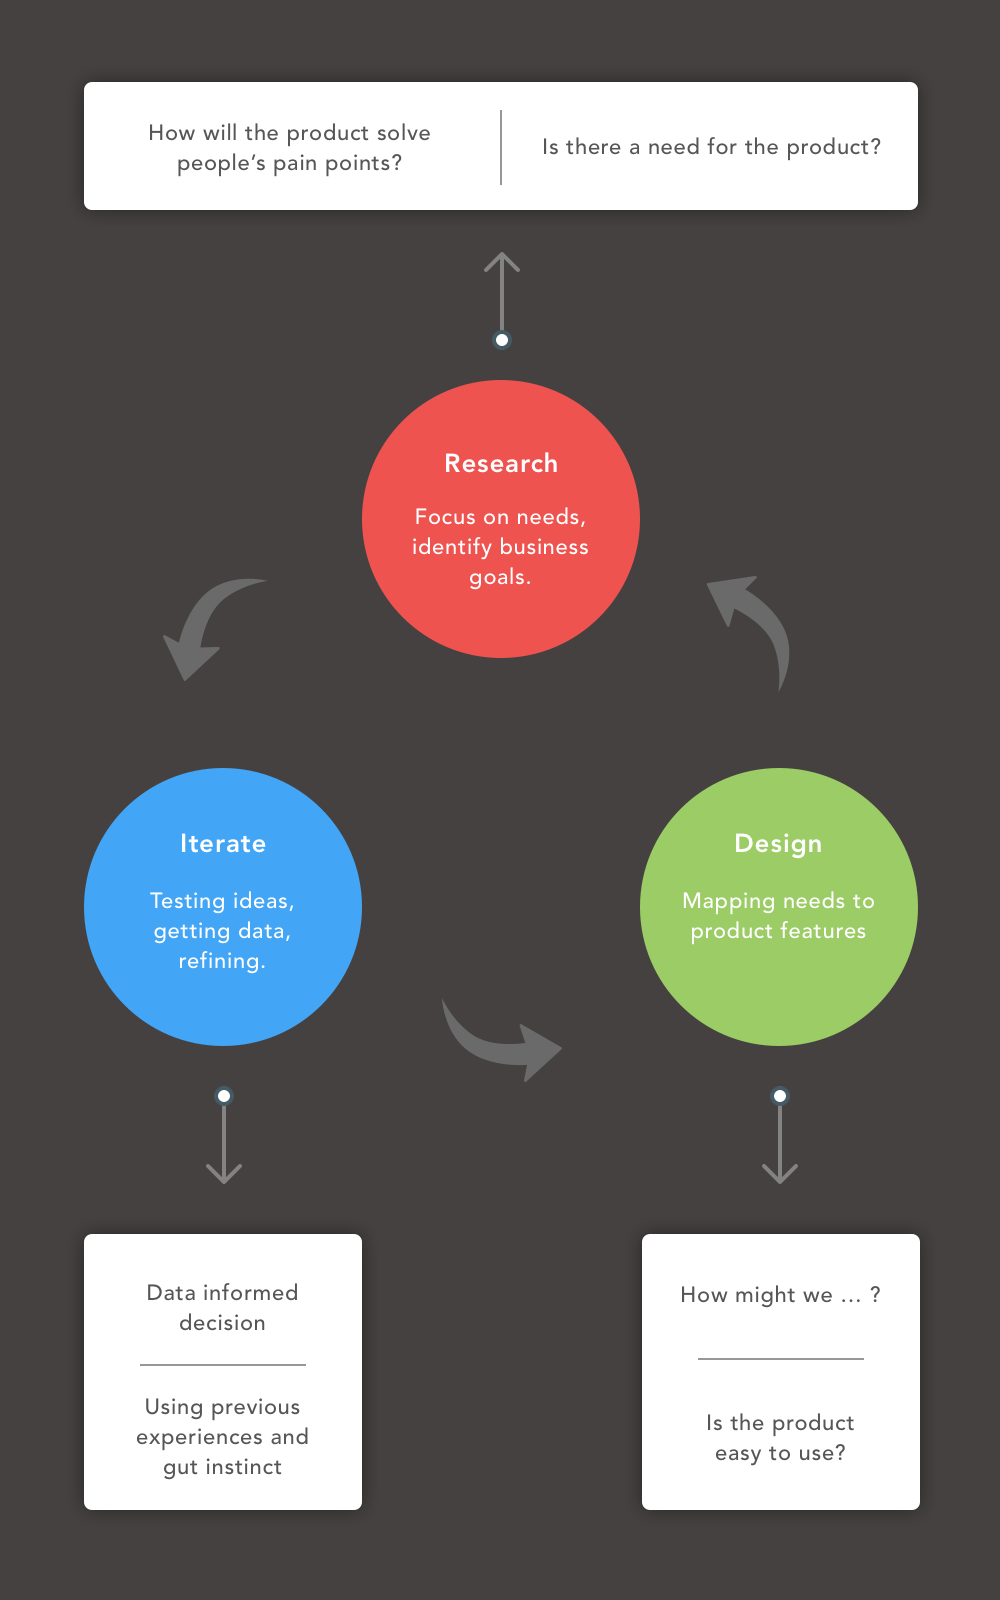 How will the product solve
people’s pain points?
Is there a need for the product?
Research
Focus on needs,
identify business
goals.
Iterate
Testing ideas,
getting data,
refining.
Design
Mapping needs to
product features
Data informed
decision
Using previous
experiences and
gut instinct
How might we … ?
Is the product
easy to use?